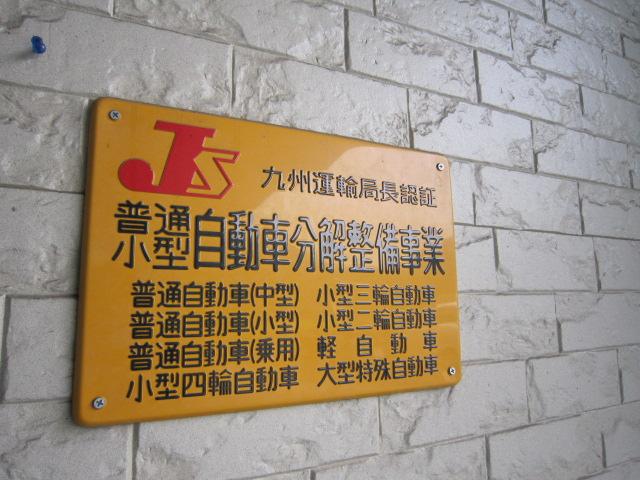 JS
九州運輸局長認証
普通
小型
自動車分解整備事業
普通自動車(中型) 小型三輪自動車
普通自動車(小型) 小型二輪自動車
普通自動車(乗用) 軽自動車
小型四輪自動車 大型特殊自動車